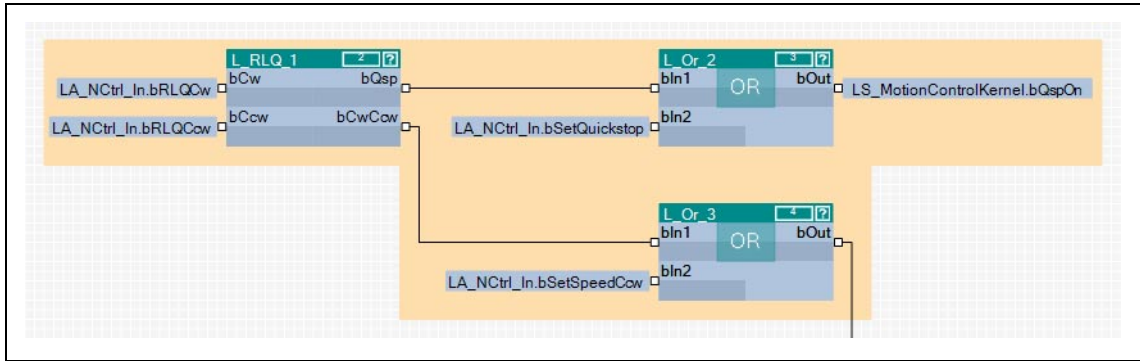 L_RLQ_1 2 ?
LA_NCtrl_In.bRLQCw bCw bQsp
LA_NCtrl_In.bRLQCcw bCcw bCwCcw
L_Or_2 3 ?
bIn1 OR bOut LS_MotionControlKernel.bQspOn
LA_NCtrl_In.bSetQuickstop bIn2
L_Or_3 4 ?
bIn1 OR bOut
LA_NCtrl_In.bSetSpeedCcw bIn2